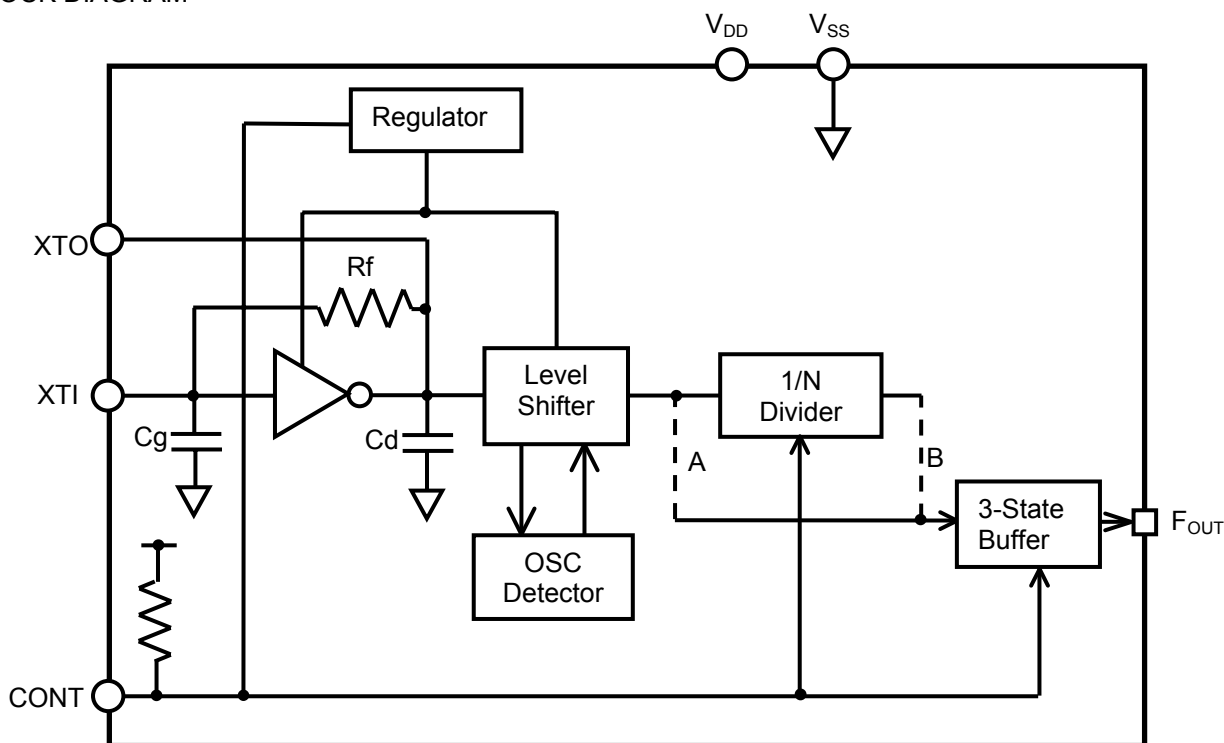 DIAGRAM
V_DD
V_SS
Regulator
XTO
Rf
XTI
Cg
Cd
Level
Shifter
1/N
Divider
A
B
3-State
Buffer
F_OUT
OSC
Detector
CONT